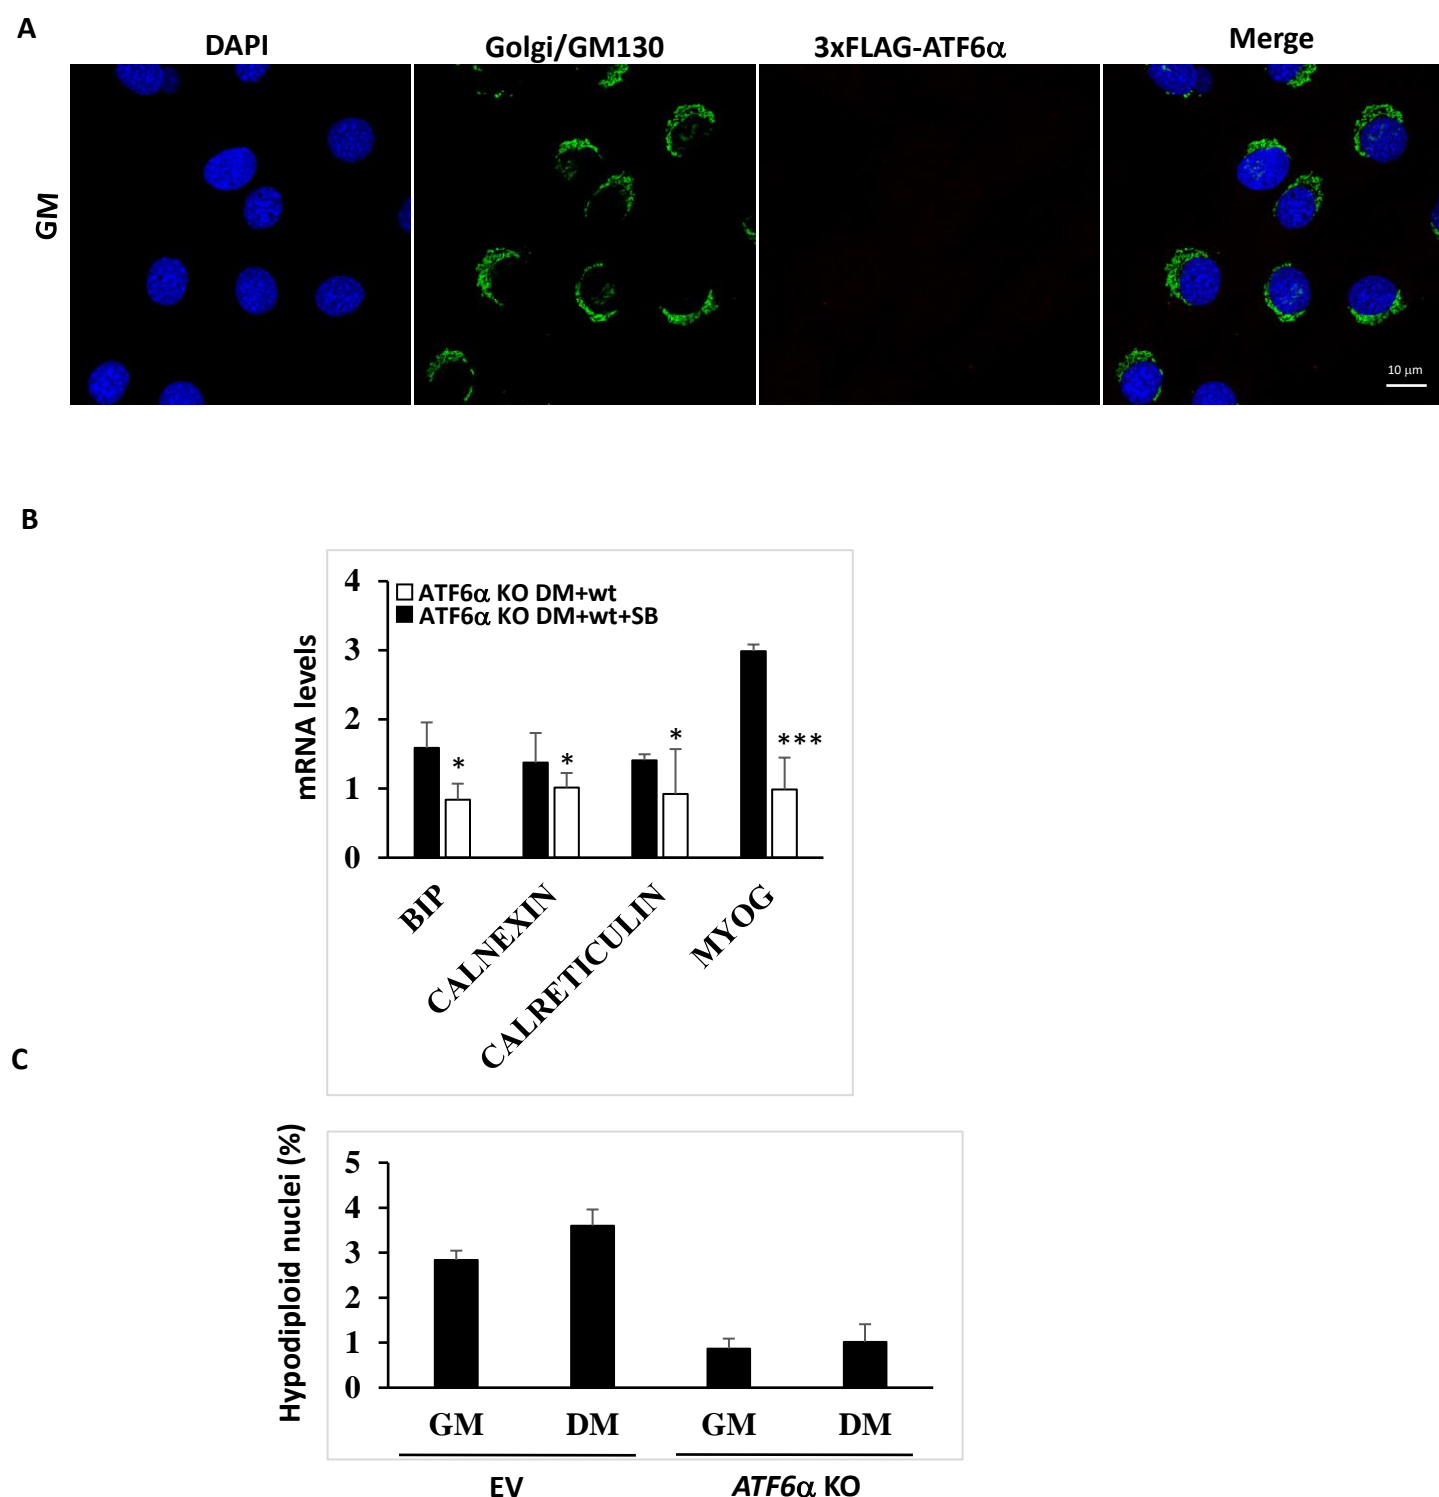 A
DAPI
Golgi/GM130
3xFLAG-ATF6α
Merge
GM
10 μm
B
4
3
2
1
0
mRNA levels
ATF6α KO DM+wt
ATF6α KO DM+wt+SB
*
*
*
***
BIP
CALNEXIN
CALRETICULIN
MYOG
C
Hypodiploid nuclei (%)
5
4
3
2
1
0
GM
DM
GM
DM
EV
ATF6α KO